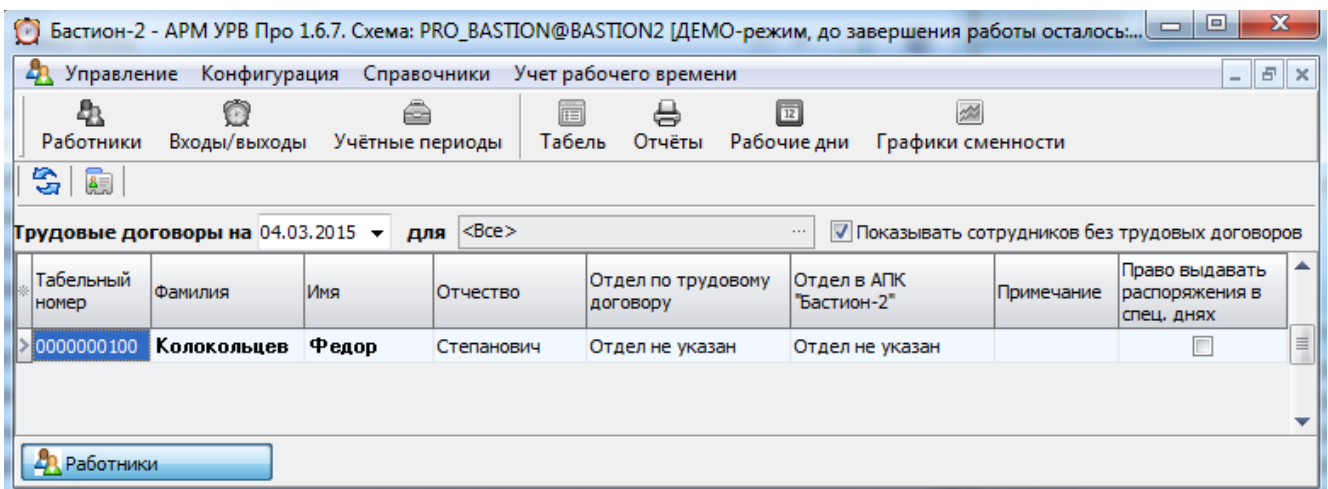 Бастион-2 - АРМ УРВ Про 1.6.7. Схема: PRO_BASTION@BASTION2 [ДЕМО-режим, до завершения работы осталось:...
Управление Конфигурация Справочники Учет рабочего времени
Работники Входы/выходы Учётные периоды Табель Отчёты Рабочие дни Графики сменности
Трудовые договоры на 04.03.2015 для <Все> ... Показывать сотрудников без трудовых договоров
Табельный номер Фамилия Имя Отчество Отдел по трудовому договору Отдел в АПК "Бастион-2" Примечание Право выдавать распоряжения в спец. днях
0000000100 Колокольцев Федор Степанович Отдел не указан Отдел не указан
Работники